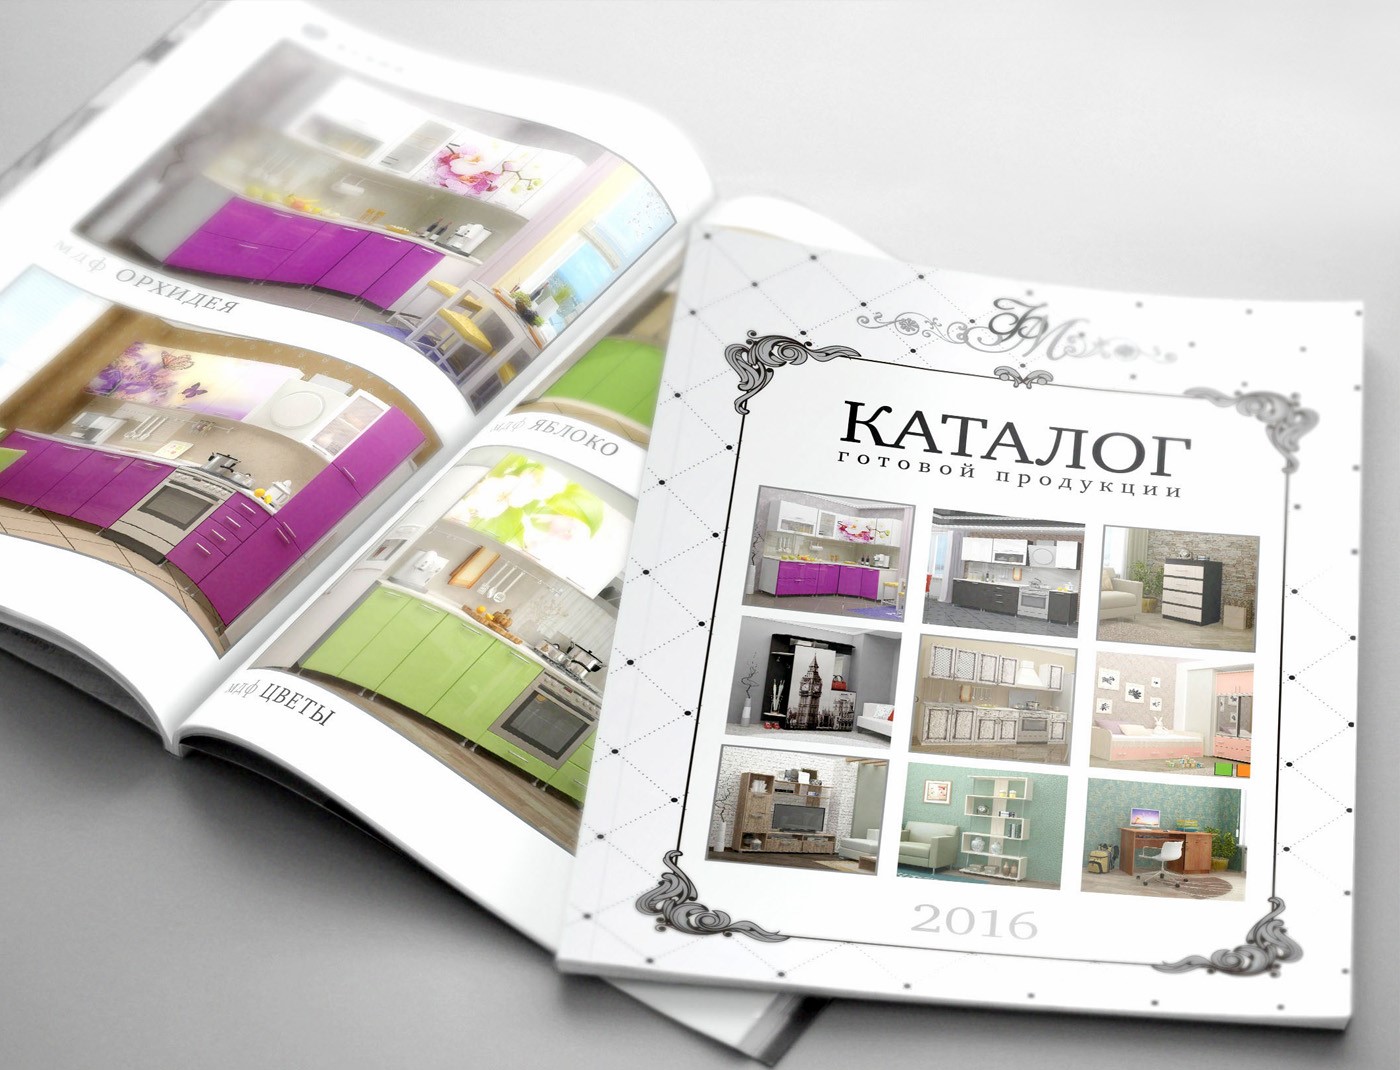 мдф ОРХИДЕЯ
мдф ЯБЛОКО
мдф ЦВЕТЫ
КАТАЛОГ
готовой продукции
2016